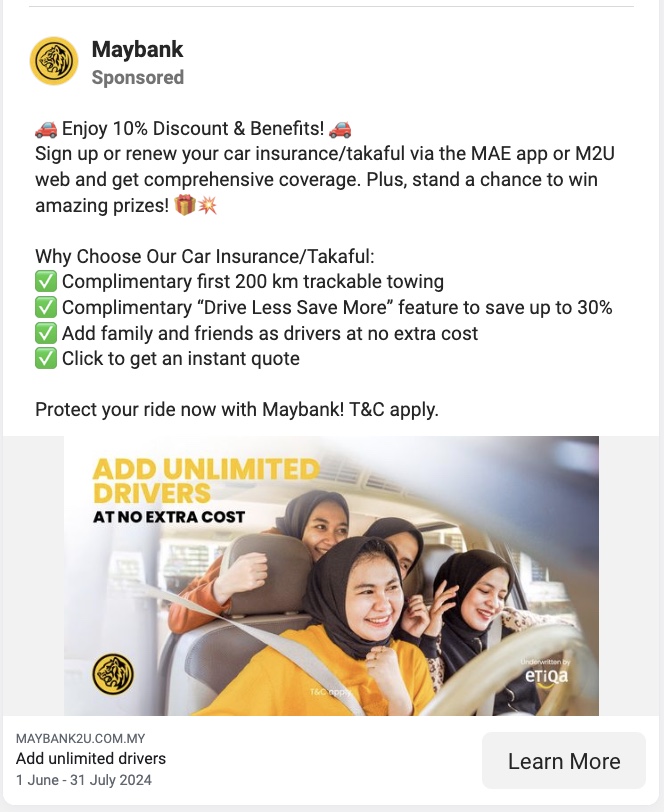 Maybank
Sponsored
🚗 Enjoy 10% Discount & Benefits! 🚗
Sign up or renew your car insurance/takaful via the MAE app or M2U
web and get comprehensive coverage. Plus, stand a chance to win
amazing prizes! 🎁💥
Why Choose Our Car Insurance/Takaful:
✅ Complimentary first 200 km trackable towing
✅ Complimentary “Drive Less Save More” feature to save up to 30%
✅ Add family and friends as drivers at no extra cost
✅ Click to get an instant quote
Protect your ride now with Maybank! T&C apply.
ADD UNLIMITED
DRIVERS
AT NO EXTRA COST
Underwritten by
eTiQa
T&C apply.
MAYBANK2U.COM.MY
Add unlimited drivers
1 June - 31 July 2024
Learn More